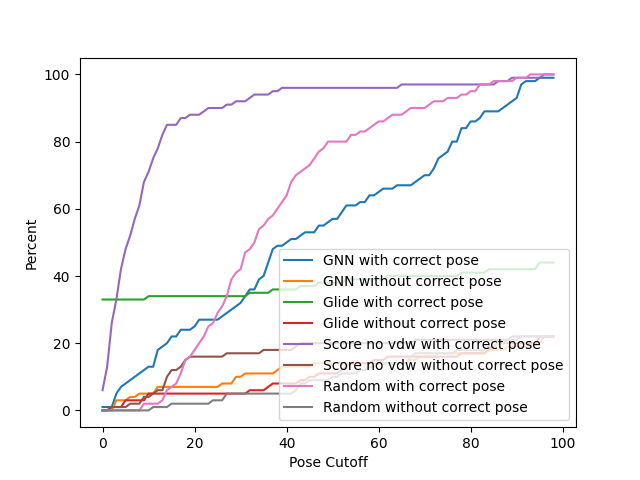 100
80
60
40
20
0
Percent
GNN with correct pose
GNN without correct pose
Glide with correct pose
Glide without correct pose
Score no vdw with correct pose
Score no vdw without correct pose
Random with correct pose
Random without correct pose
0 20 40 60 80 100
Pose Cutoff